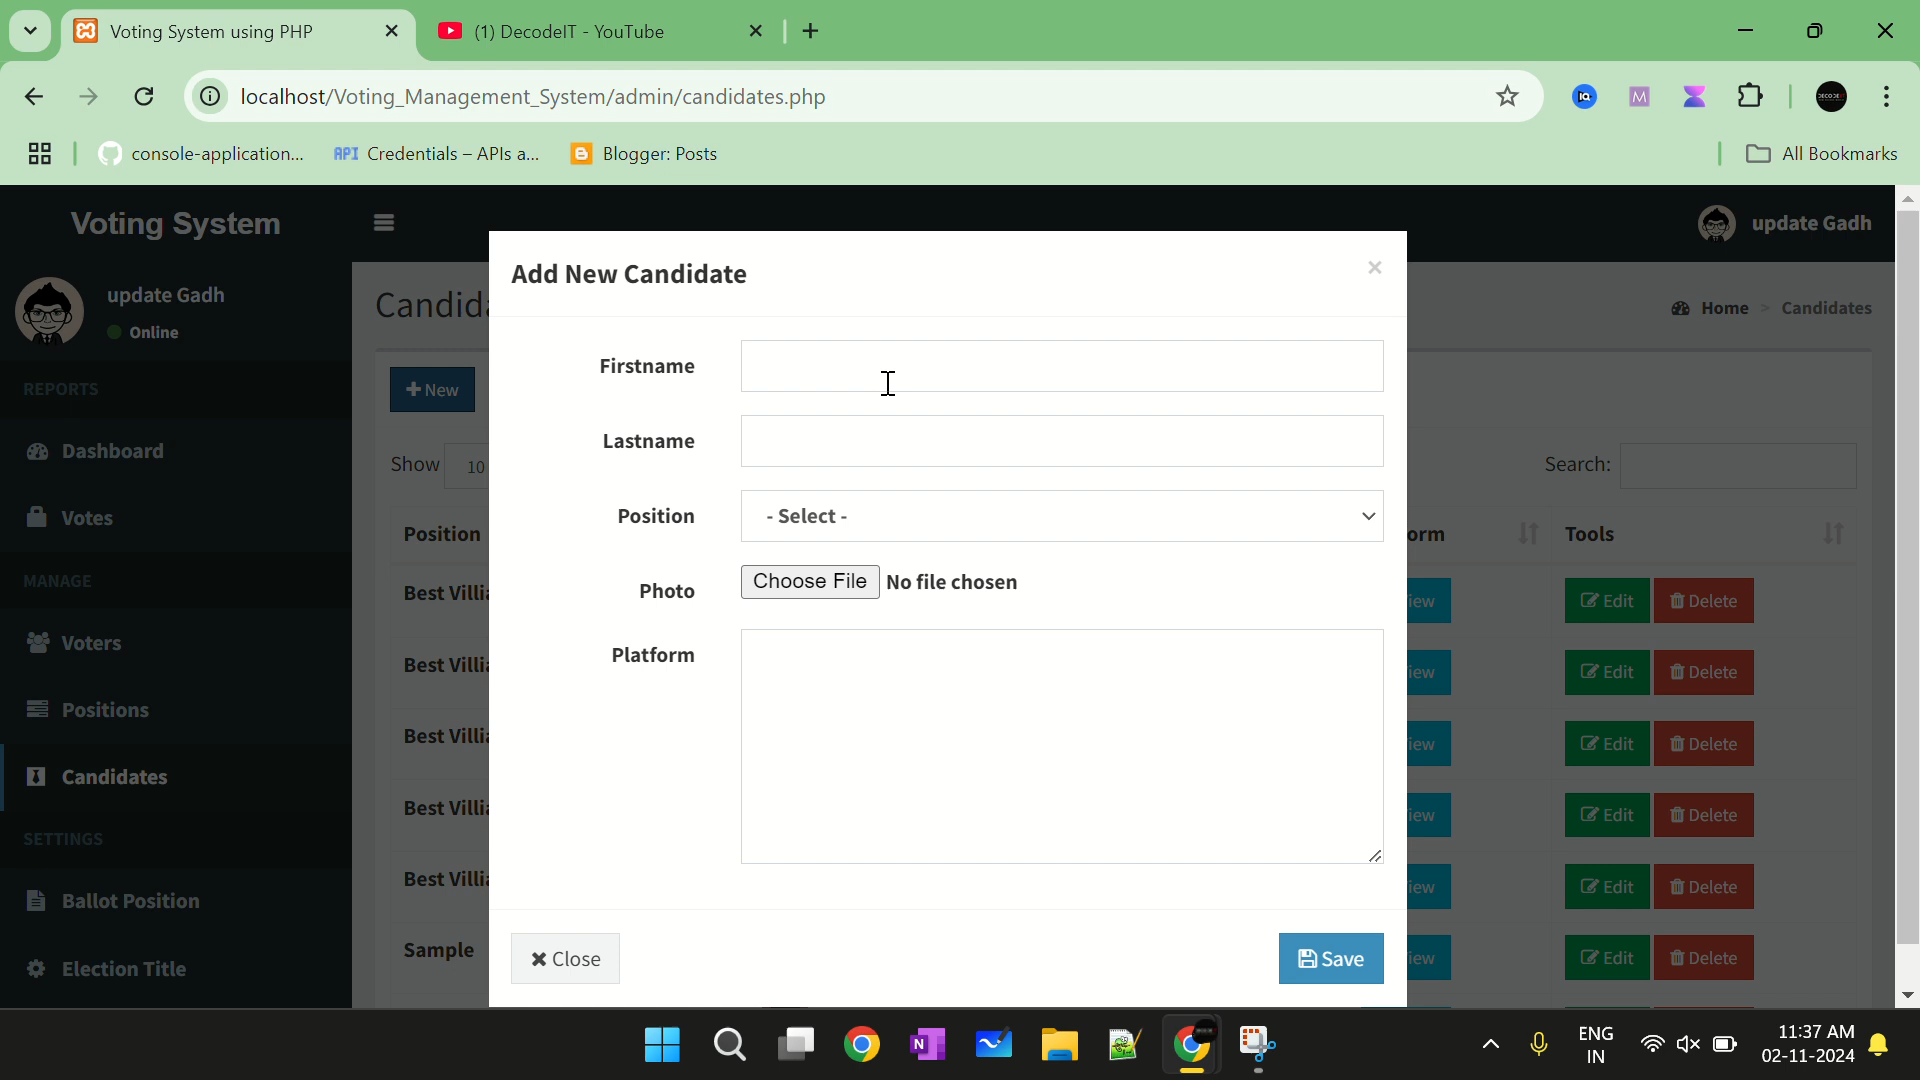 Voting System using PHP
(1) DecodeIT - YouTube
localhost/Voting_Management_System/admin/candidates.php
console-application...
API Credentials – APIs a...
Blogger: Posts
All Bookmarks
Voting System
update Gadh
update Gadh
Online
REPORTS
Dashboard
Votes
MANAGE
Voters
Positions
Candidates
SETTINGS
Ballot Position
Election Title
Candida
Home > Candidates
New
Show 10
Search:
Position
orm
Tools
Best Villi
iew
Edit
Delete
Best Villi
iew
Edit
Delete
Best Villi
iew
Edit
Delete
Best Villi
iew
Edit
Delete
Best Villi
iew
Edit
Delete
Sample
iew
Edit
Delete
Add New Candidate
×
Firstname
Lastname
Position
- Select -
Photo
Choose File No file chosen
Platform
Close
Save
ENG
IN
11:37 AM
02-11-2024